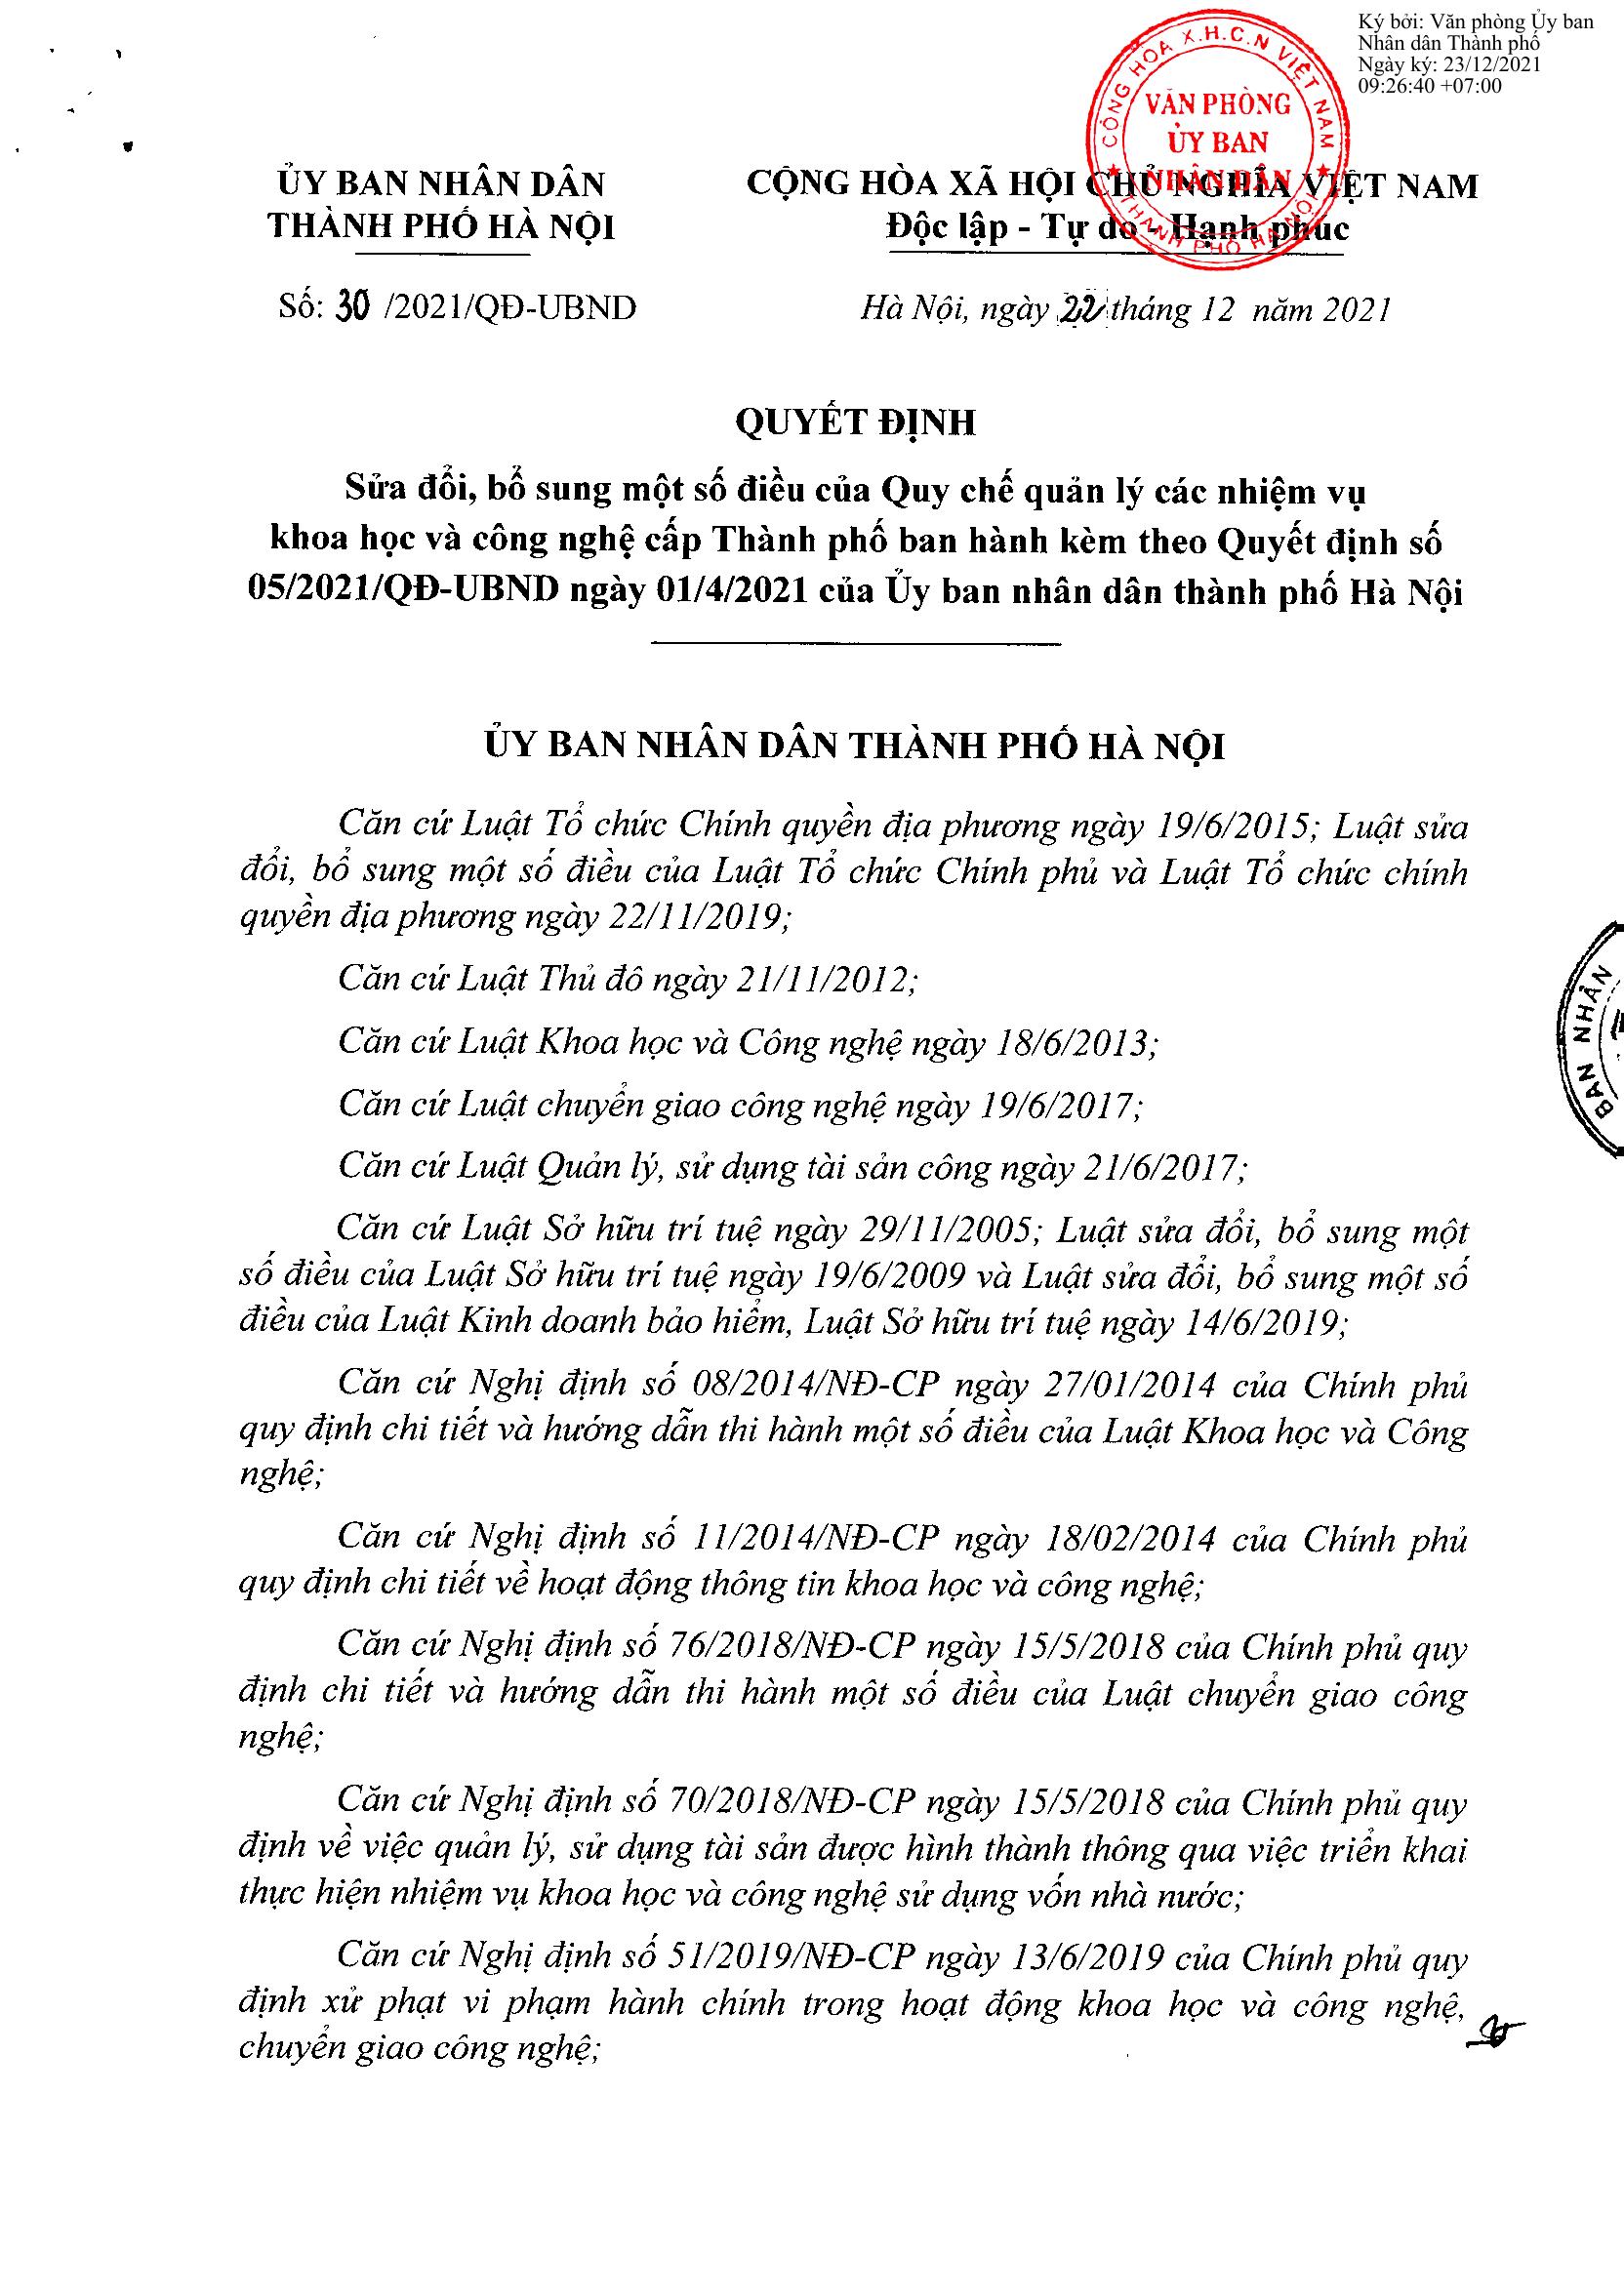 Ký bởi: Văn phòng Ủy ban
Nhân dân Thành phố
Ngày ký: 23/12/2021
09:26:40 +07:00
CỘNG HÒA X.H.C.N VIỆT NAM
VĂN PHÒNG
ỦY BAN
NHÂN DÂN
THÀNH PHỐ HÀ NỘI
ỦY BAN NHÂN DÂN
THÀNH PHỐ HÀ NỘI
CỘNG HÒA XÃ HỘI CHỦ NGHĨA VIỆT NAM
Độc lập - Tự do - Hạnh phúc
Số: 30 /2021/QĐ-UBND
Hà Nội, ngày 22 tháng 12 năm 2021
QUYẾT ĐỊNH
Sửa đổi, bổ sung một số điều của Quy chế quản lý các nhiệm vụ
khoa học và công nghệ cấp Thành phố ban hành kèm theo Quyết định số
05/2021/QĐ-UBND ngày 01/4/2021 của Ủy ban nhân dân thành phố Hà Nội
ỦY BAN NHÂN DÂN THÀNH PHỐ HÀ NỘI
Căn cứ Luật Tổ chức Chính quyền địa phương ngày 19/6/2015; Luật sửa
đổi, bổ sung một số điều của Luật Tổ chức Chính phủ và Luật Tổ chức chính
quyền địa phương ngày 22/11/2019;
Căn cứ Luật Thủ đô ngày 21/11/2012;
Căn cứ Luật Khoa học và Công nghệ ngày 18/6/2013;
Căn cứ Luật chuyển giao công nghệ ngày 19/6/2017;
Căn cứ Luật Quản lý, sử dụng tài sản công ngày 21/6/2017;
Căn cứ Luật Sở hữu trí tuệ ngày 29/11/2005; Luật sửa đổi, bổ sung một
số điều của Luật Sở hữu trí tuệ ngày 19/6/2009 và Luật sửa đổi, bổ sung một số
điều của Luật Kinh doanh bảo hiểm, Luật Sở hữu trí tuệ ngày 14/6/2019;
Căn cứ Nghị định số 08/2014/NĐ-CP ngày 27/01/2014 của Chính phủ
quy định chi tiết và hướng dẫn thi hành một số điều của Luật Khoa học và Công
nghệ;
Căn cứ Nghị định số 11/2014/NĐ-CP ngày 18/02/2014 của Chính phủ
quy định chi tiết về hoạt động thông tin khoa học và công nghệ;
Căn cứ Nghị định số 76/2018/NĐ-CP ngày 15/5/2018 của Chính phủ quy
định chi tiết và hướng dẫn thi hành một số điều của Luật chuyển giao công
nghệ;
Căn cứ Nghị định số 70/2018/NĐ-CP ngày 15/5/2018 của Chính phủ quy
định về việc quản lý, sử dụng tài sản được hình thành thông qua việc triển khai
thực hiện nhiệm vụ khoa học và công nghệ sử dụng vốn nhà nước;
Căn cứ Nghị định số 51/2019/NĐ-CP ngày 13/6/2019 của Chính phủ quy
định xử phạt vi phạm hành chính trong hoạt động khoa học và công nghệ,
chuyển giao công nghệ;
BAN NHÂN